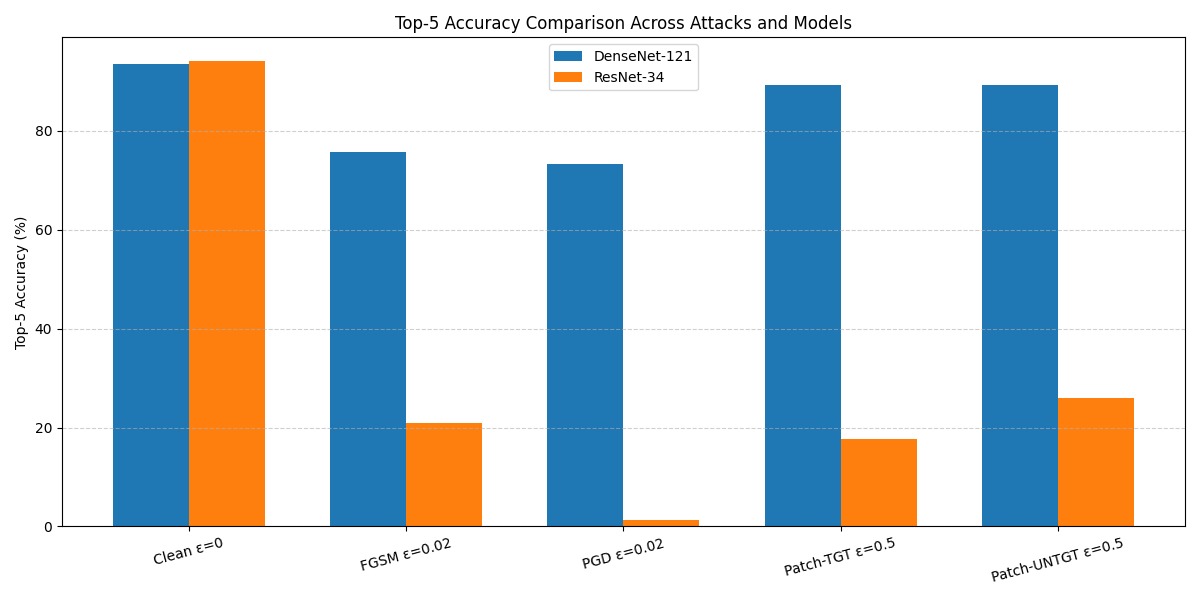 Top-5 Accuracy Comparison Across Attacks and Models
DenseNet-121
ResNet-34
Top-5 Accuracy (%)
80
60
40
20
0
Clean ε=0
FGSM ε=0.02
PGD ε=0.02
Patch-TGT ε=0.5
Patch-UNTGT ε=0.5